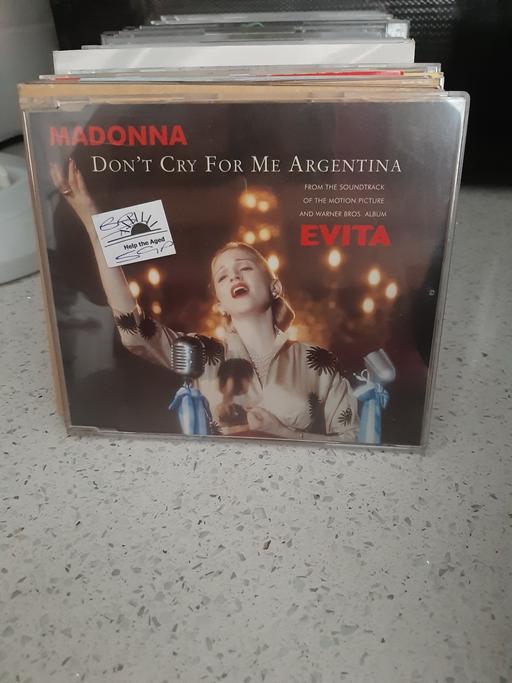 MADONNA
DON'T CRY FOR ME ARGENTINA
FROM THE SOUNDTRACK
OF THE MOTION PICTURE
AND WARNER BROS. ALBUM
EVITA
Help the Aged